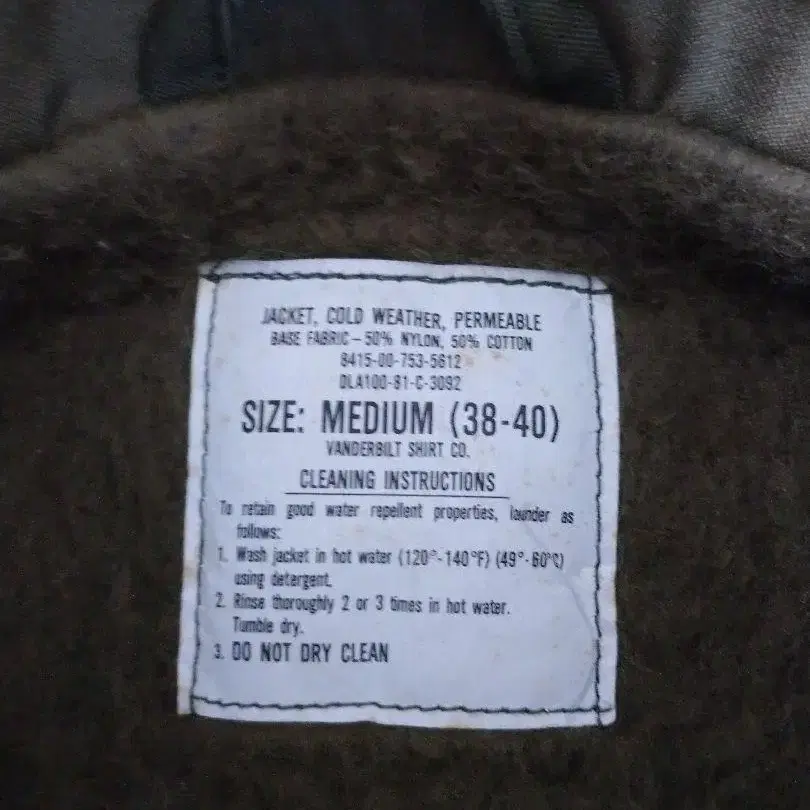 JACKET, COLD WEATHER, PERMEABLE
BASE FABRIC – 50% NYLON, 50% COTTON
8415-00-753-5612
DLA100-81-C-3092
SIZE: MEDIUM (38-40)
VANDERBILT SHIRT CO.
CLEANING INSTRUCTIONS
To retain good water repellent properties, launder as
follows:
1. Wash jacket in hot water (120°-140°F) (49°-60°C)
using detergent.
2. Rinse thoroughly 2 or 3 times in hot water.
Tumble dry.
3. DO NOT DRY CLEAN